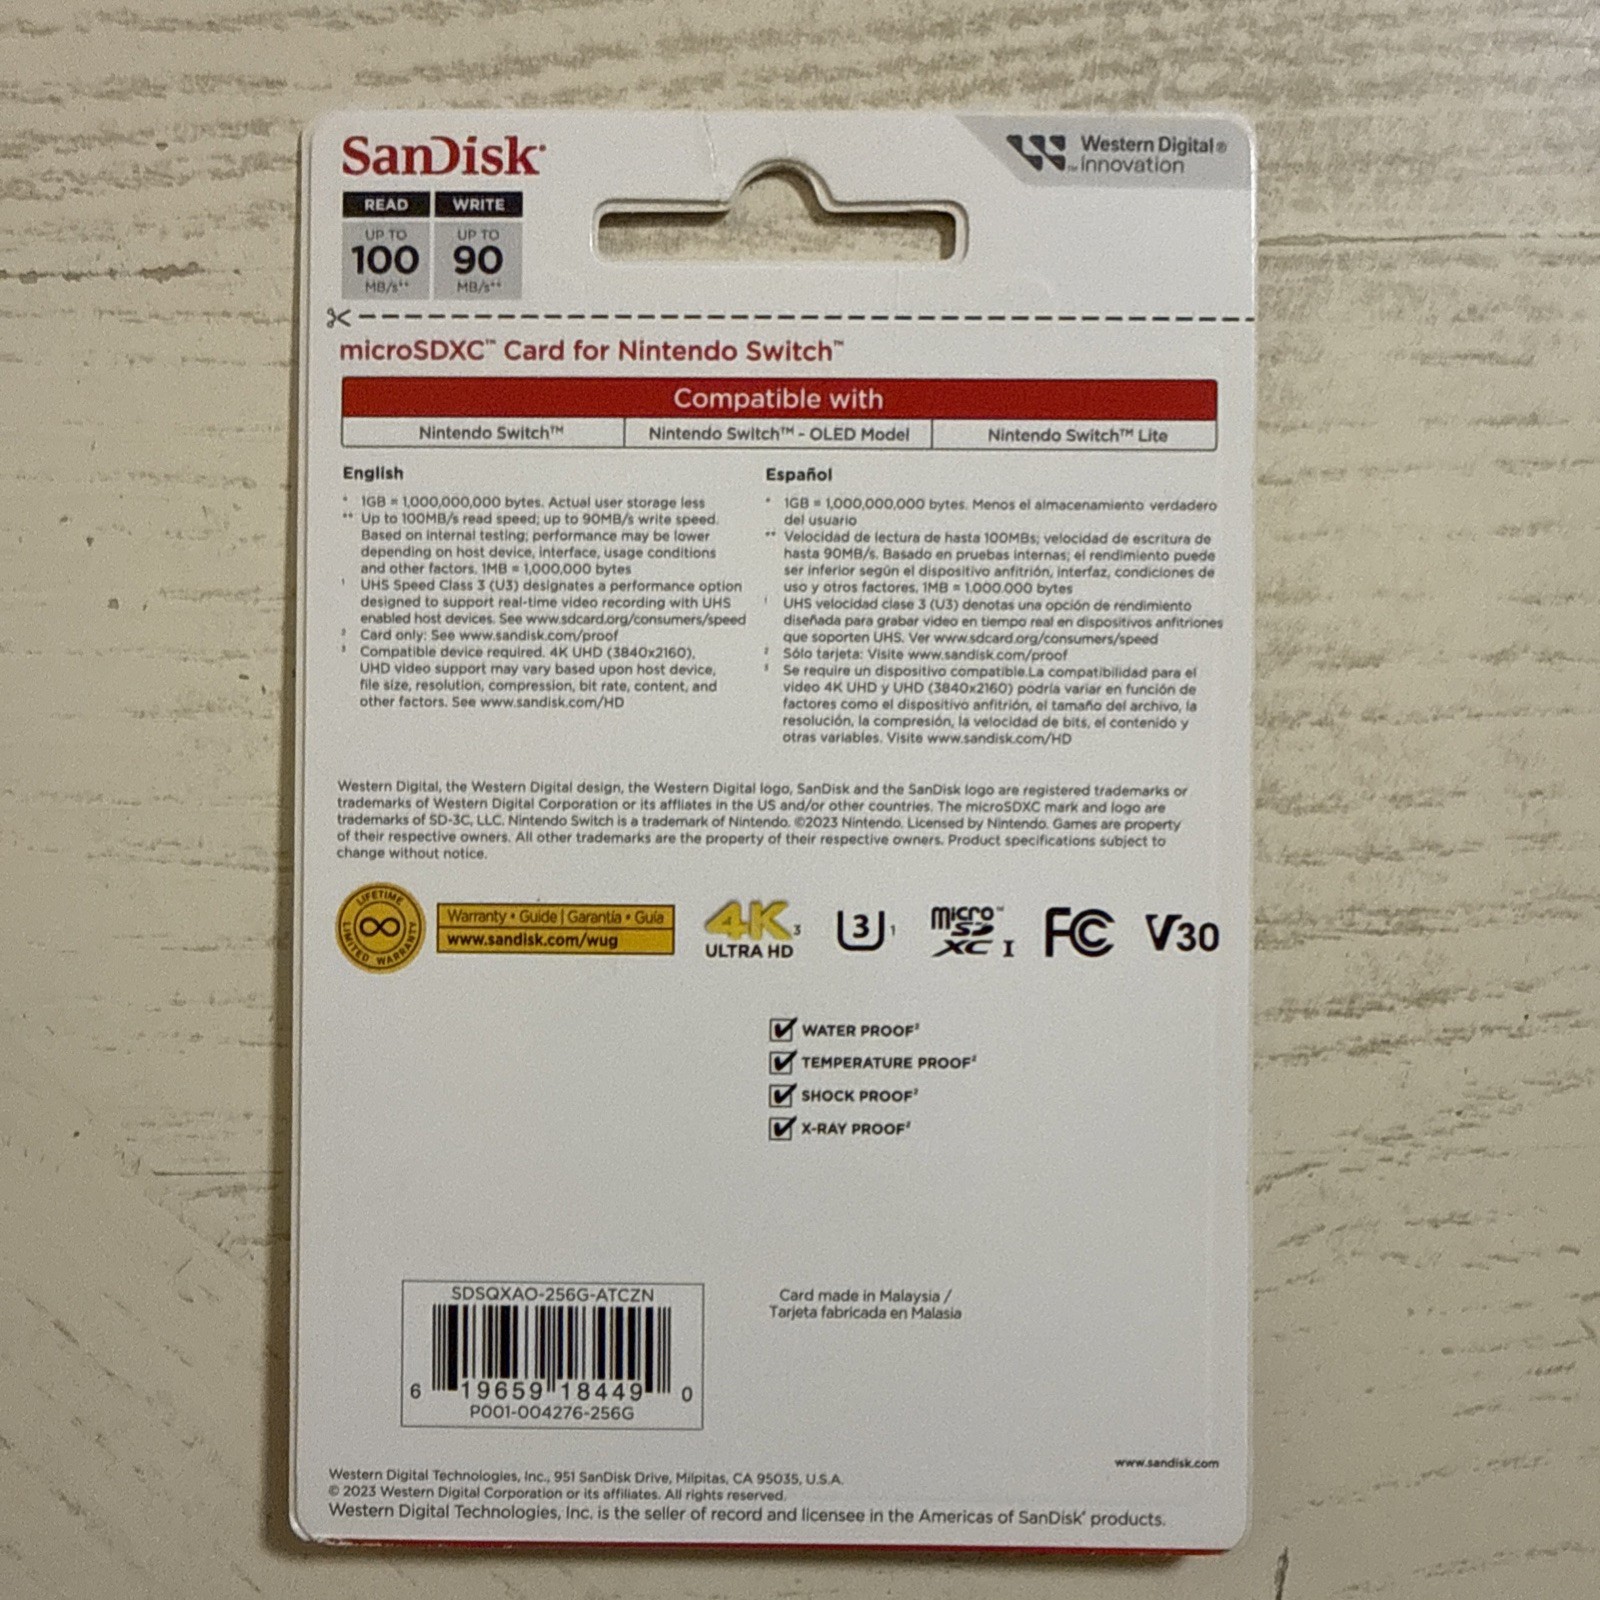 SanDisk
Western Digital®
Innovation
READ WRITE
UP TO UP TO
100 90
MB/s** MB/s**
microSDXC™ Card for Nintendo Switch™
Compatible with
Nintendo Switch™ Nintendo Switch™ - OLED Model Nintendo Switch™ Lite
English
* 1GB = 1,000,000,000 bytes. Actual user storage less
** Up to 100MB/s read speed; up to 90MB/s write speed.
Based on internal testing; performance may be lower
depending on host device, interface, usage conditions
and other factors. 1MB = 1,000,000 bytes
1 UHS Speed Class 3 (U3) designates a performance option
designed to support real-time video recording with UHS
enabled host devices. See www.sdcard.org/consumers/speed
2 Card only: See www.sandisk.com/proof
3 Compatible device required. 4K UHD (3840x2160),
UHD video support may vary based upon host device,
file size, resolution, compression, bit rate, content, and
other factors. See www.sandisk.com/HD
Español
* 1GB = 1,000,000,000 bytes. Menos el almacenamiento verdadero
del usuario
** Velocidad de lectura de hasta 100MBs; velocidad de escritura de
hasta 90MB/s. Basado en pruebas internas; el rendimiento puede
ser inferior según el dispositivo anfitrión, interfaz, condiciones de
uso y otros factores. 1MB = 1.000.000 bytes
1 UHS velocidad clase 3 (U3) denotas una opción de rendimiento
diseñada para grabar video en tiempo real en dispositivos anfitriones
que soporten UHS. Ver www.sdcard.org/consumers/speed
2 Sólo tarjeta: Visite www.sandisk.com/proof
3 Se require un dispositivo compatible.La compatibilidad para el
video 4K UHD y UHD (3840x2160) podría variar en función de
factores como el dispositivo anfitrión, el tamaño del archivo, la
resolución, la compresión, la velocidad de bits, el contenido y
otras variables. Visite www.sandisk.com/HD
Western Digital, the Western Digital design, the Western Digital logo, SanDisk and the SanDisk logo are registered trademarks or
trademarks of Western Digital Corporation or its affliates in the US and/or other countries. The microSDXC mark and logo are
trademarks of SD-3C, LLC. Nintendo Switch is a trademark of Nintendo. ©2023 Nintendo. Licensed by Nintendo. Games are property
of their respective owners. All other trademarks are the property of their respective owners. Product specifications subject to
change without notice.
LIFETIME
LIMITED WARRANTY
Warranty • Guide | Garantía • Guía
www.sandisk.com/wug
4K3
ULTRA HD
3 1
micro™
SD
XC I
FC
V30
WATER PROOF2
TEMPERATURE PROOF2
SHOCK PROOF2
X-RAY PROOF2
SDSQXAO-256G-ATCZN
6 19659 18449 0
P001-004276-256G
Card made in Malaysia /
Tarjeta fabricada en Malasia
www.sandisk.com
Western Digital Technologies, Inc., 951 SanDisk Drive, Milpitas, CA 95035, U.S.A.
© 2023 Western Digital Corporation or its affiliates. All rights reserved.
Western Digital Technologies, Inc. is the seller of record and licensee in the Americas of SanDisk® products.